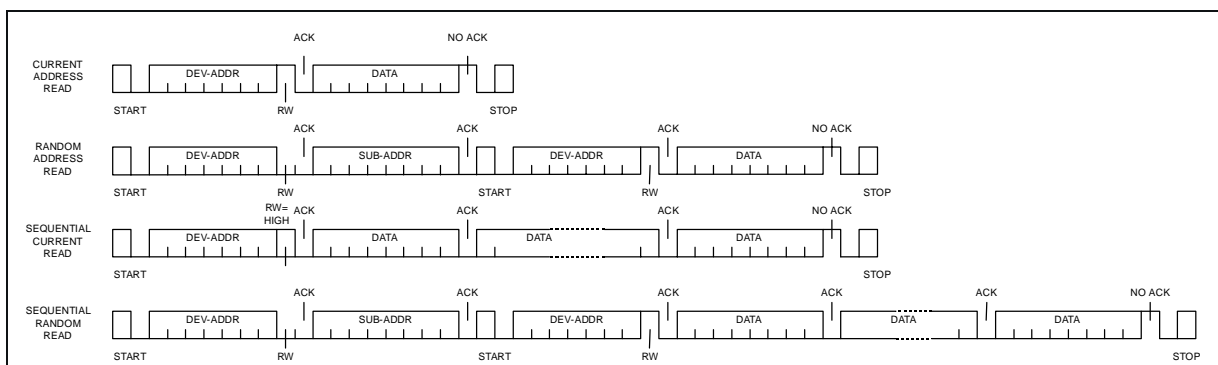 ACK NO ACK
CURRENT
ADDRESS
READ
DEV-ADDR DATA
START RW STOP
ACK ACK ACK NO ACK
RANDOM
ADDRESS
READ
DEV-ADDR SUB-ADDR DEV-ADDR DATA
START RW START RW STOP
RW=
HIGH
ACK ACK ACK NO ACK
SEQUENTIAL
CURRENT
READ
DEV-ADDR DATA DATA DATA
START STOP
ACK ACK ACK ACK ACK NO ACK
SEQUENTIAL
RANDOM
READ
DEV-ADDR SUB-ADDR DEV-ADDR DATA DATA DATA
START RW START RW STOP